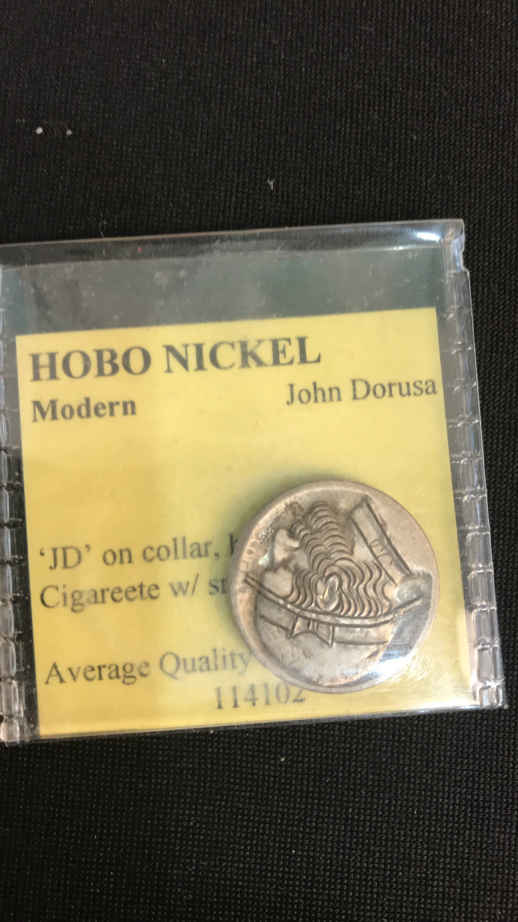 HOBO NICKEL
Modern John Dorusa
'JD' on collar,
Cigareete w/
Average Quality
114102